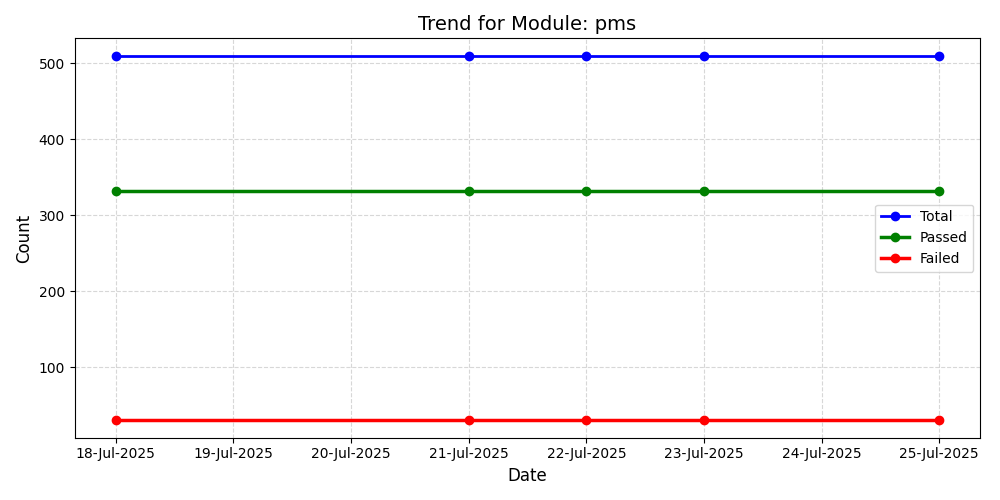 Trend for Module: pms
Count
500
400
300
200
100
Total
Passed
Failed
18-Jul-2025 19-Jul-2025 20-Jul-2025 21-Jul-2025 22-Jul-2025 23-Jul-2025 24-Jul-2025 25-Jul-2025
Date